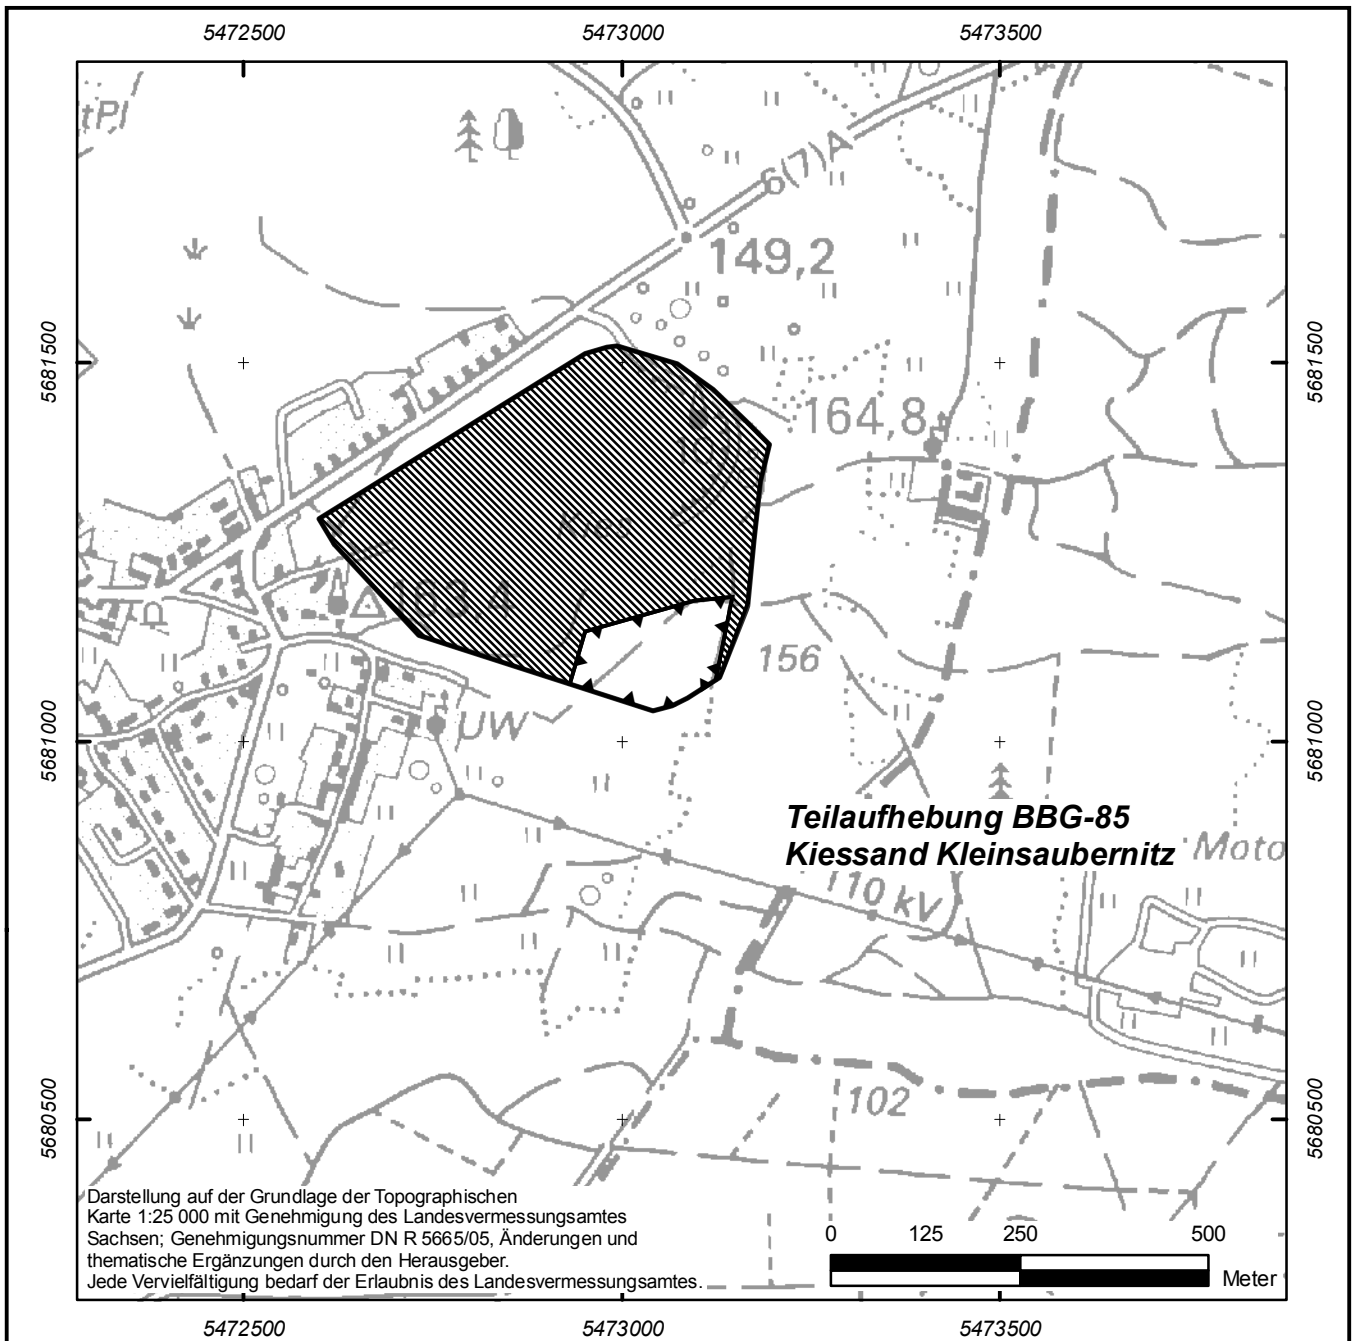 5472500 5473000 5473500
tPl
6(7)A
149,2
5681500 5681500
164,8
Kies
163,4
156
UW
5681000 5681000
Teilaufhebung BBG-85
Kiessand Kleinsaubernitz
Moto
110 kV
102
5680500 5680500
Darstellung auf der Grundlage der Topographischen
Karte 1:25 000 mit Genehmigung des Landesvermessungsamtes
Sachsen; Genehmigungsnummer DN R 5665/05, Änderungen und
thematische Ergänzungen durch den Herausgeber.
Jede Vervielfältigung bedarf der Erlaubnis des Landesvermessungsamtes.
0 125 250 500
Meter
5472500 5473000 5473500